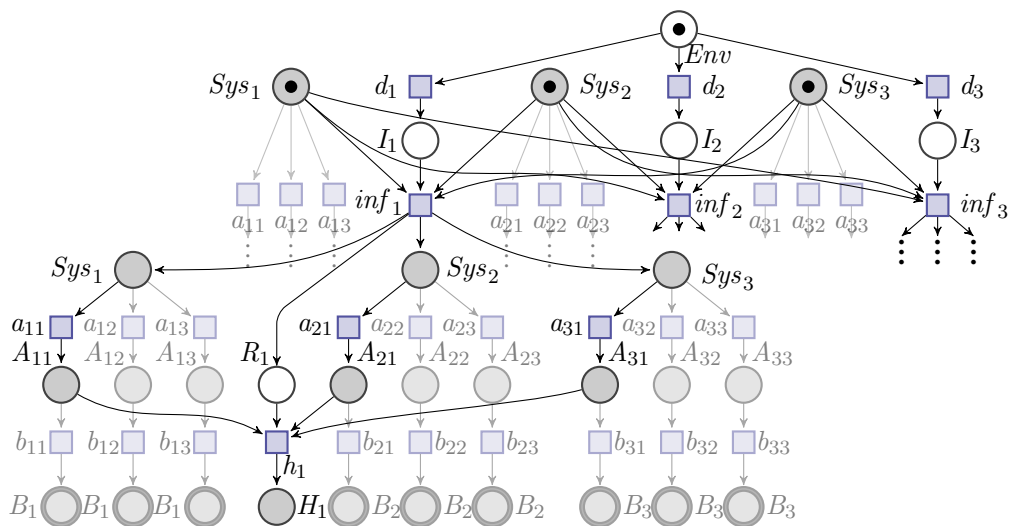 Env
Sys₁ d₁ Sys₂ d₂ Sys₃ d₃
I₁ I₂ I₃
inf₁ inf₂ inf₃
a₁₁ a₁₂ a₁₃ a₂₁ a₂₂ a₂₃ a₃₁ a₃₂ a₃₃
Sys₁ Sys₂ Sys₃
a₁₁ a₁₂ a₁₃ a₂₁ a₂₂ a₂₃ a₃₁ a₃₂ a₃₃
A₁₁ A₁₂ A₁₃ R₁ A₂₁ A₂₂ A₂₃ A₃₁ A₃₂ A₃₃
b₁₁ b₁₂ b₁₃ b₂₁ b₂₂ b₂₃ b₃₁ b₃₂ b₃₃
h₁
B₁ B₁ B₁ H₁ B₂ B₂ B₂ B₃ B₃ B₃